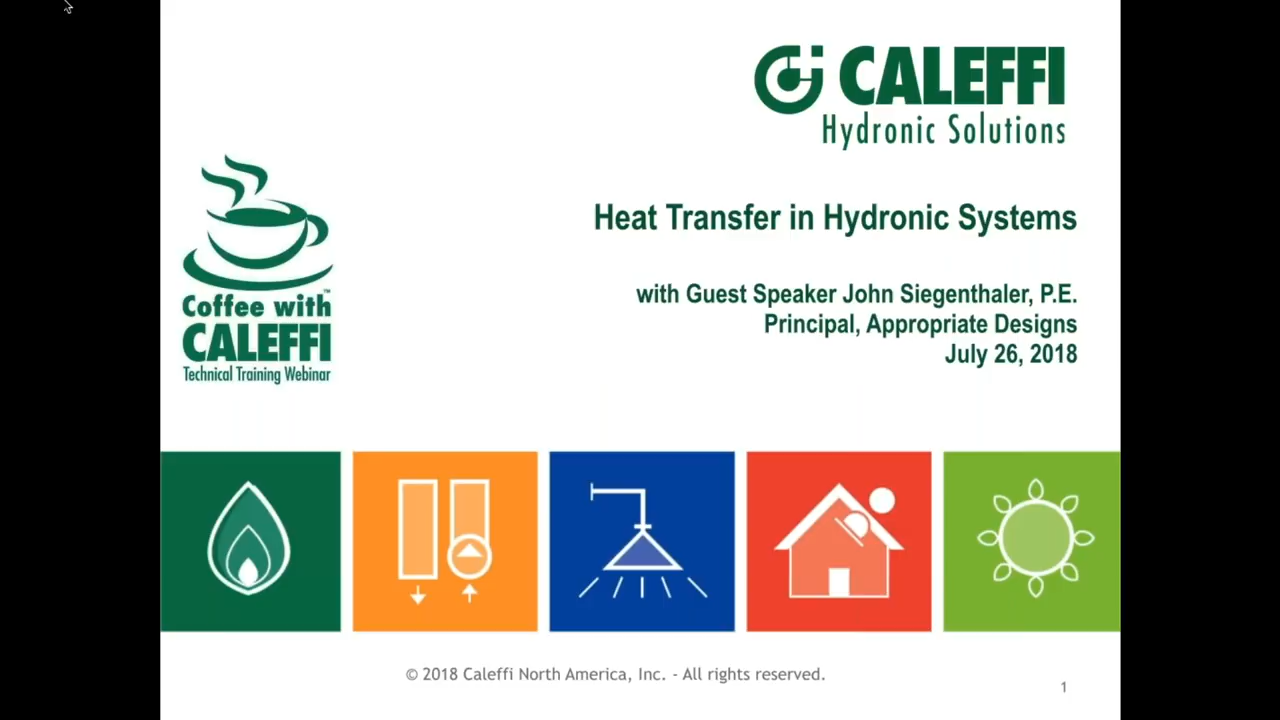 CALEFFI
Hydronic Solutions
Heat Transfer in Hydronic Systems
with Guest Speaker John Siegenthaler, P.E.
Principal, Appropriate Designs
July 26, 2018
Coffee with™
CALEFFI
Technical Training Webinar
© 2018 Caleffi North America, Inc. - All rights reserved.
1